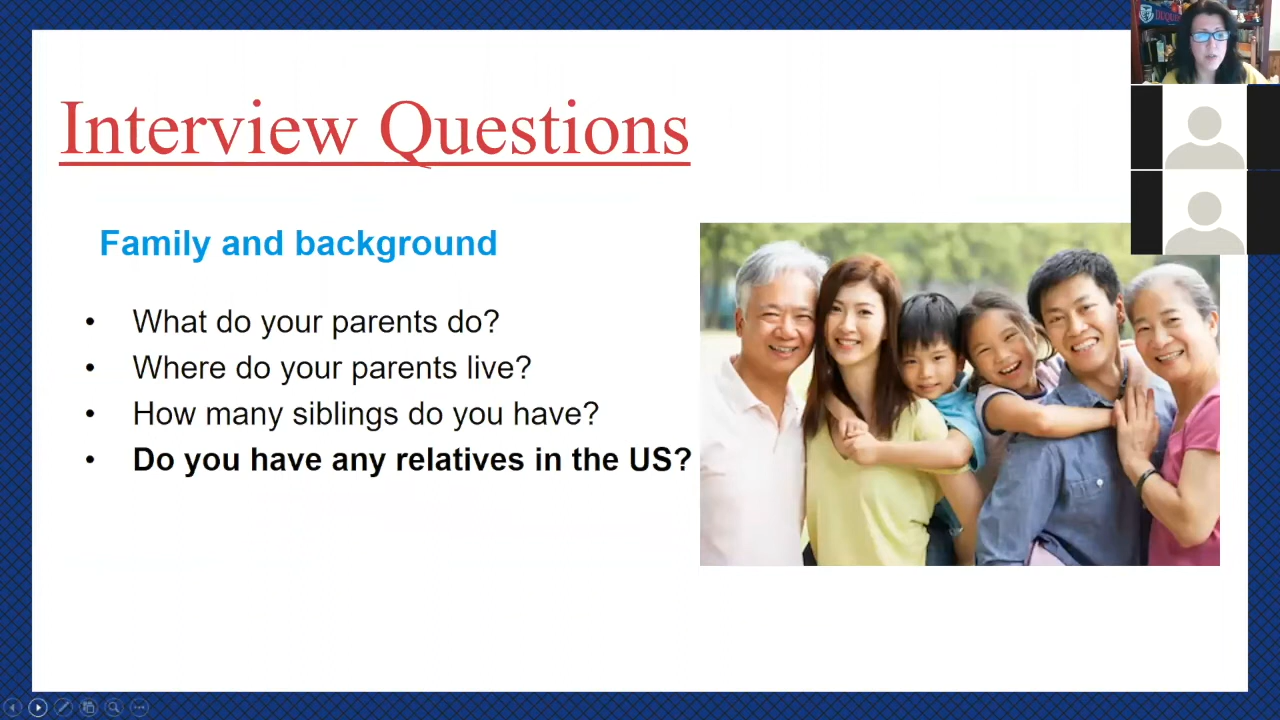 Interview Questions
Family and background
• What do your parents do?
• Where do your parents live?
• How many siblings do you have?
• Do you have any relatives in the US?